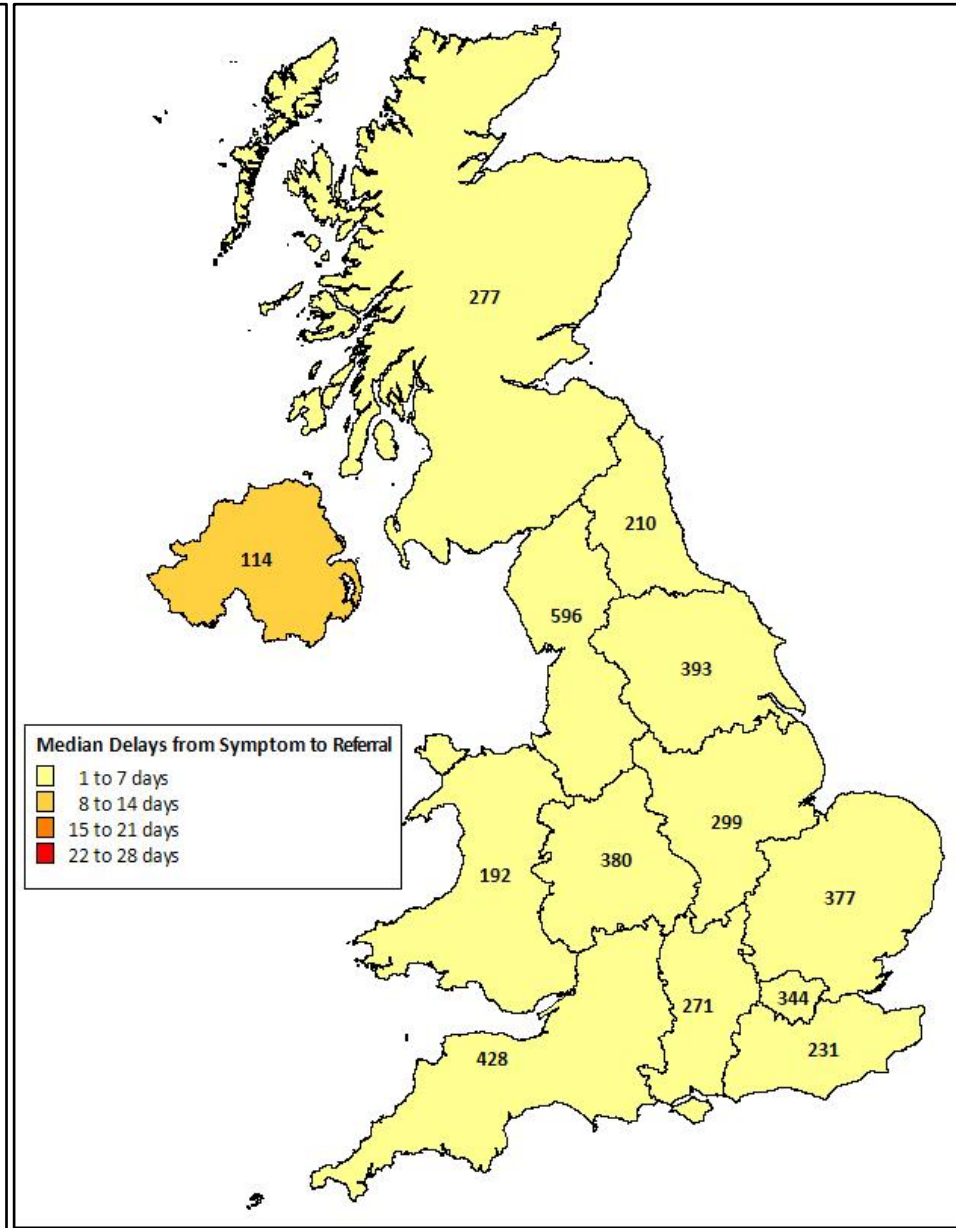 277
210
114
596
393
Median Delays from Symptom to Referral
1 to 7 days
8 to 14 days
15 to 21 days
22 to 28 days
299
380
192
377
344
271
231
428